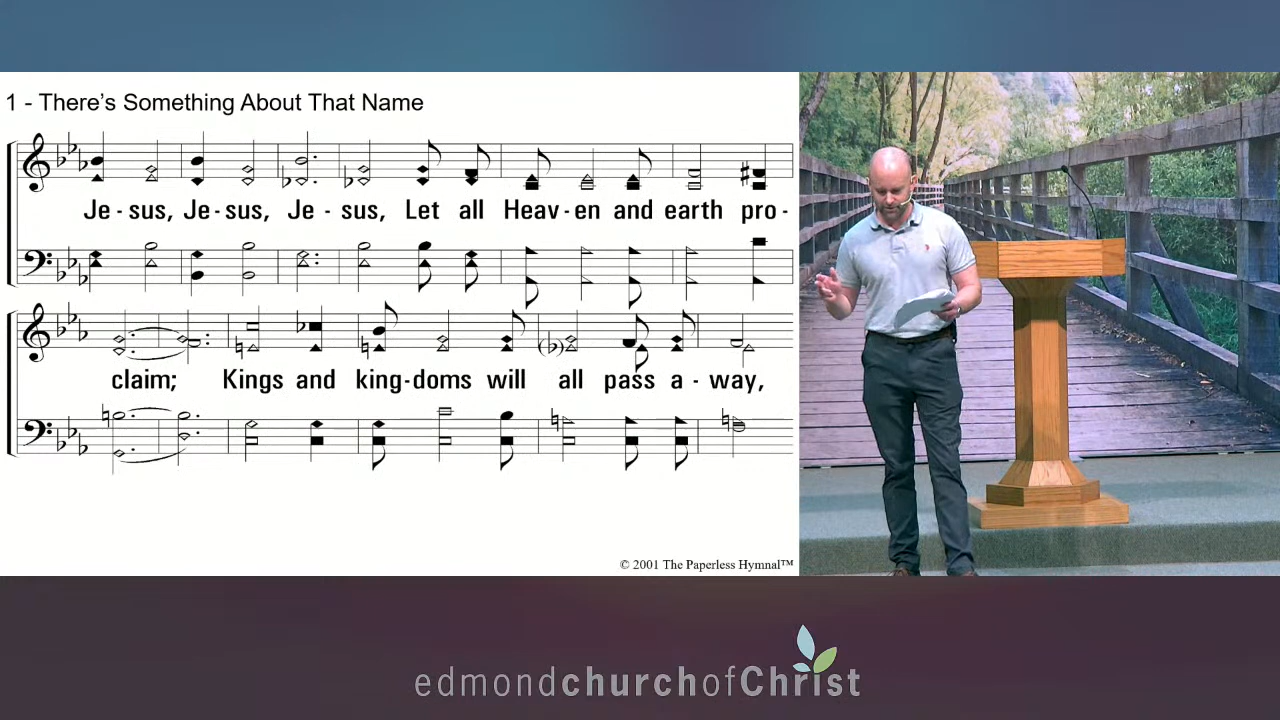 1 - There's Something About That Name
Je - sus, Je - sus, Je - sus, Let all Heav - en and earth pro -
claim; Kings and king - doms will all pass a - way,
© 2001 The Paperless Hymnal™
edmondchurchofChrist